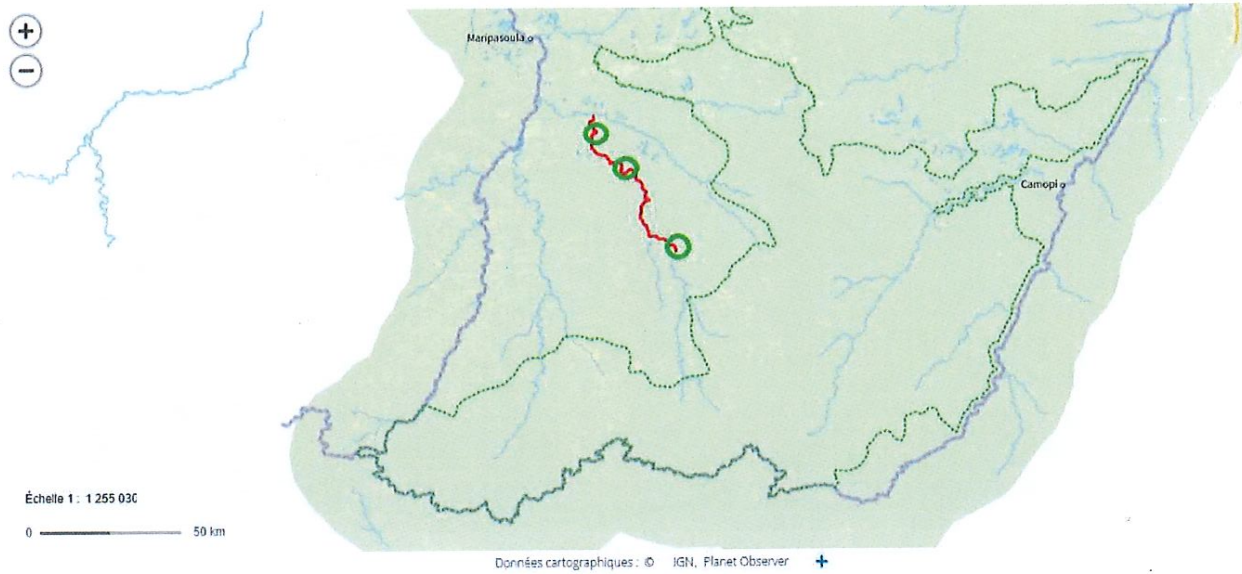 +
−
Maripasoula
Camopi
Échelle 1 : 1 255 030
0 50 km
Données cartographiques : © IGN, Planet Observer +